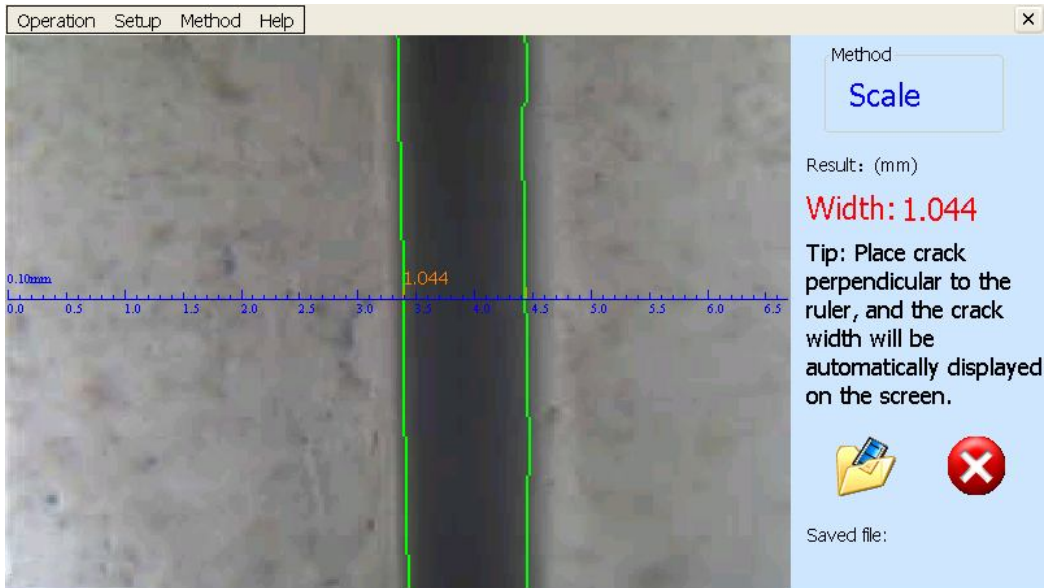 Operation Setup Method Help
Method
Scale
Result: (mm)
Width: 1.044
Tip: Place crack
perpendicular to the
ruler, and the crack
width will be
automatically displayed
on the screen.
Saved file:
0.10mm
1.044
0.0 0.5 1.0 1.5 2.0 2.5 3.0 3.5 4.0 4.5 5.0 5.5 6.0 6.5